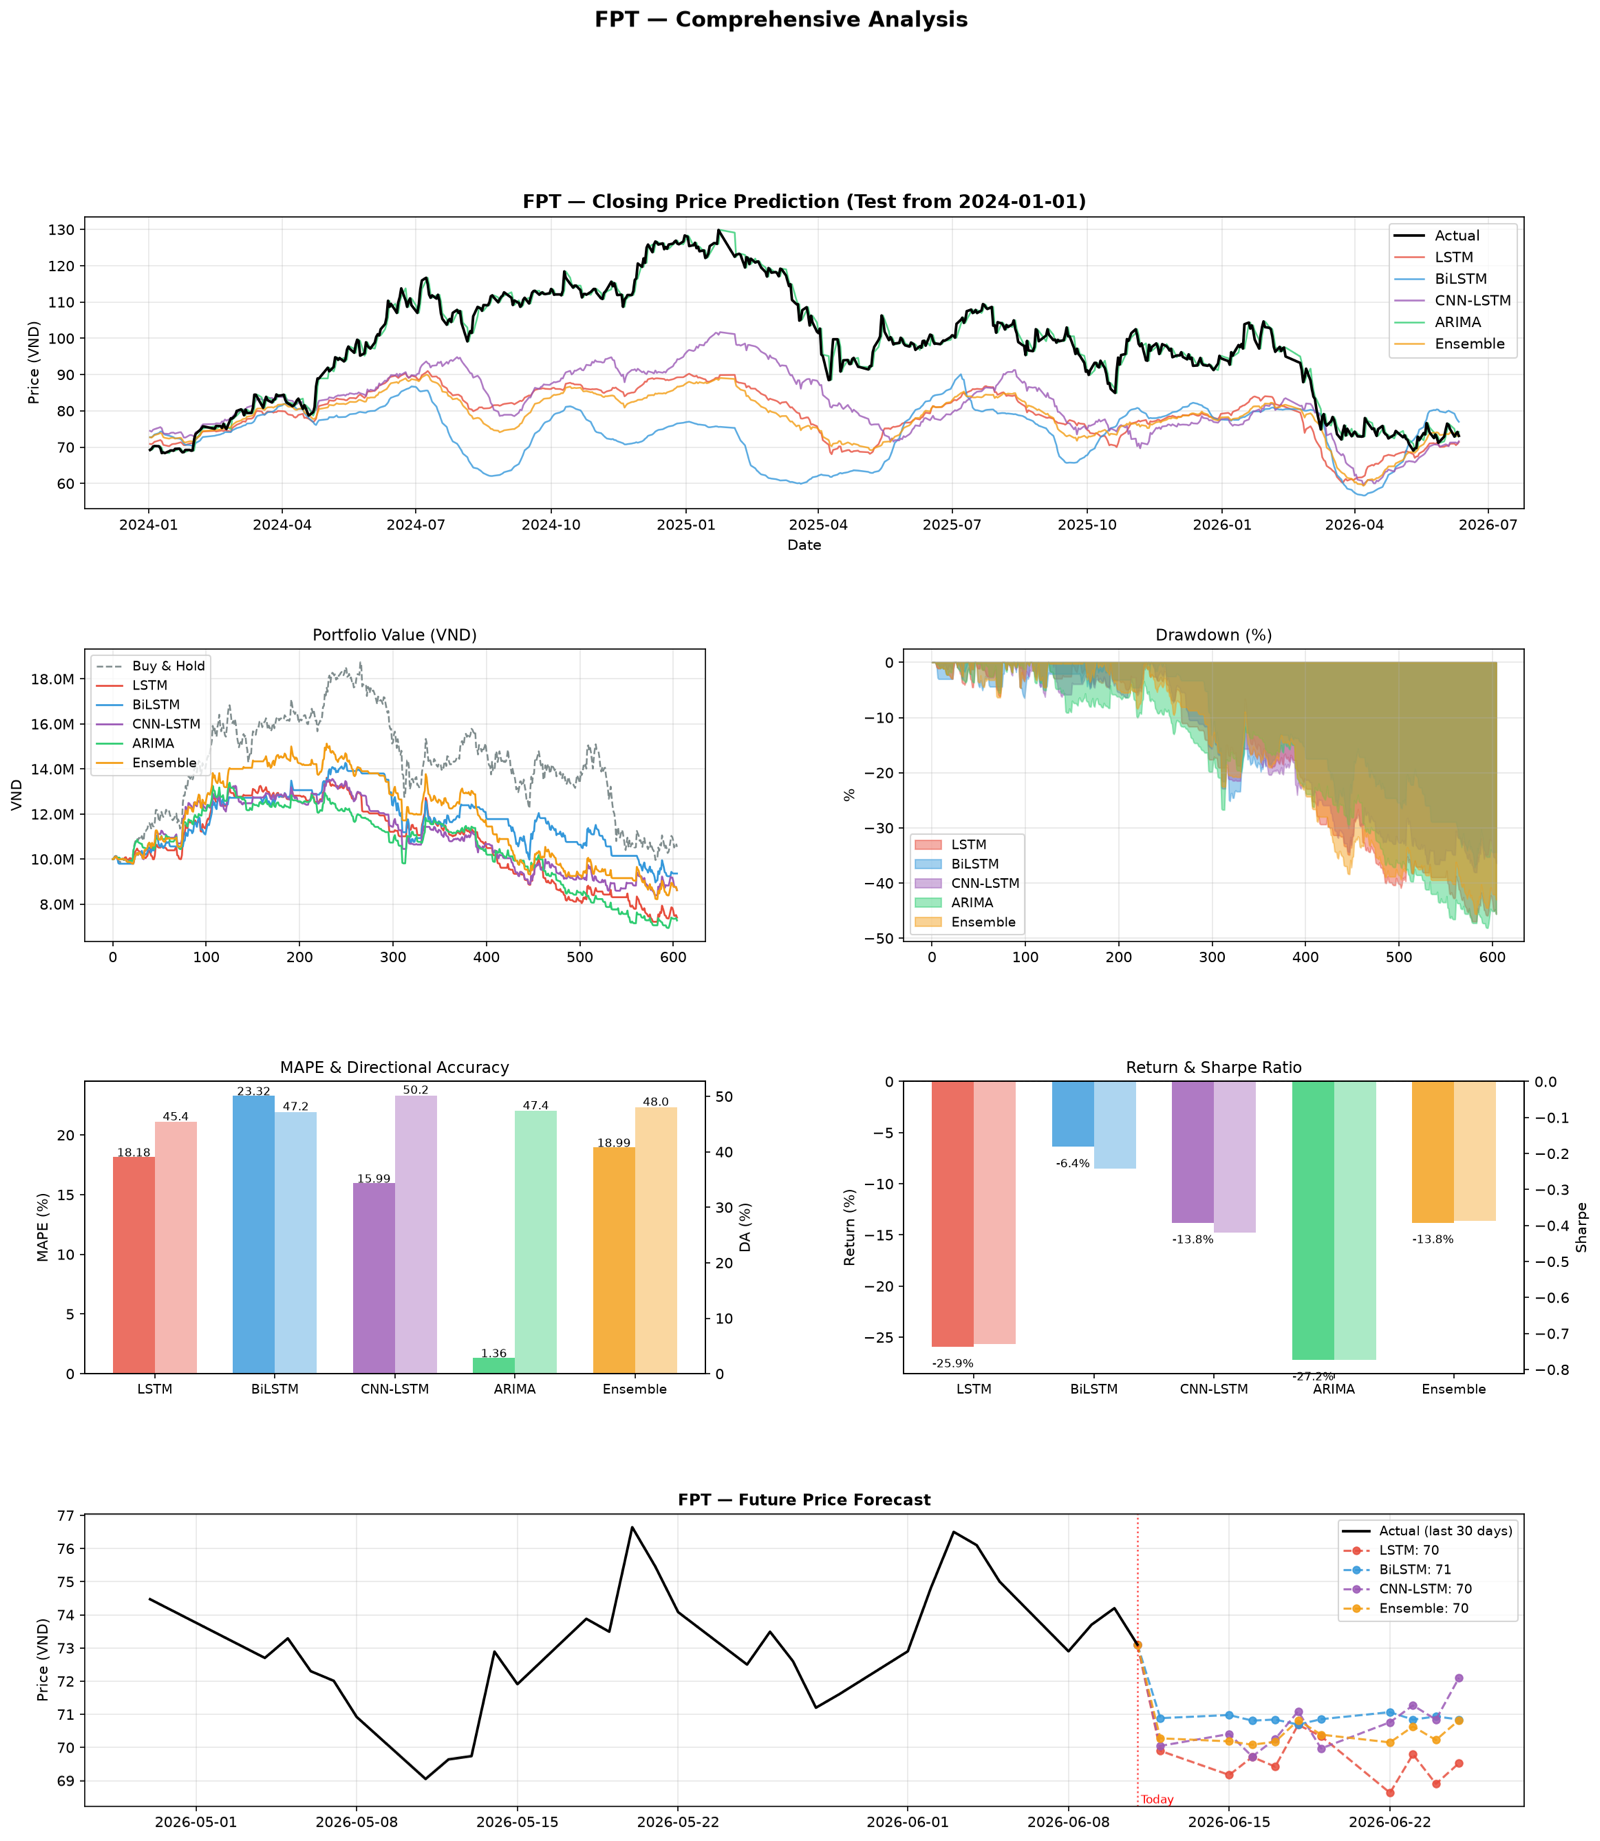 FPT — Comprehensive Analysis
FPT — Closing Price Prediction (Test from 2024-01-01)
Price (VND)
130
120
110
100
90
80
70
60
Actual
LSTM
BiLSTM
CNN-LSTM
ARIMA
Ensemble
2024-01 2024-04 2024-07 2024-10 2025-01 2025-04 2025-07 2025-10 2026-01 2026-04 2026-07
Date
Portfolio Value (VND)
VND
18.0M
16.0M
14.0M
12.0M
10.0M
8.0M
Buy & Hold
LSTM
BiLSTM
CNN-LSTM
ARIMA
Ensemble
0 100 200 300 400 500 600
Drawdown (%)
%
0
−10
−20
−30
−40
−50
LSTM
BiLSTM
CNN-LSTM
ARIMA
Ensemble
0 100 200 300 400 500 600
MAPE & Directional Accuracy
MAPE (%)
20
15
10
5
0
18.18 45.4 23.32 47.2 15.99 50.2 1.36 47.4 18.99 48.0
50
40
30
20
10
0
DA (%)
LSTM BiLSTM CNN-LSTM ARIMA Ensemble
Return & Sharpe Ratio
Return (%)
0
−5
−10
−15
−20
−25
-25.9% -6.4% -13.8% -27.2% -13.8%
0.0
−0.1
−0.2
−0.3
−0.4
−0.5
−0.6
−0.7
−0.8
Sharpe
LSTM BiLSTM CNN-LSTM ARIMA Ensemble
FPT — Future Price Forecast
Price (VND)
77
76
75
74
73
72
71
70
69
Actual (last 30 days)
LSTM: 70
BiLSTM: 71
CNN-LSTM: 70
Ensemble: 70
Today
2026-05-01 2026-05-08 2026-05-15 2026-05-22 2026-06-01 2026-06-08 2026-06-15 2026-06-22